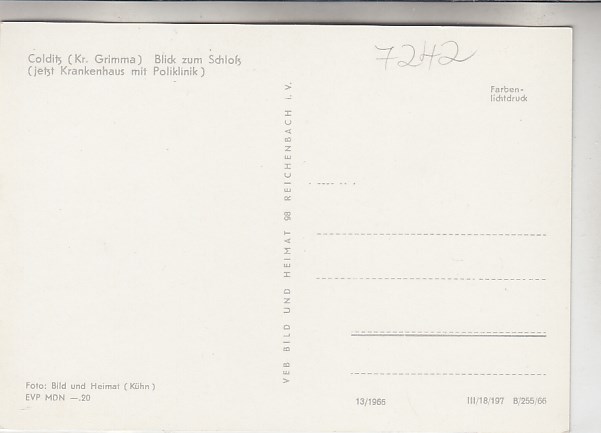 Colditz (Kr. Grimma) Blick zum Schloß
(jetzt Krankenhaus mit Poliklinik)
7242
Farben-
lichtdruck
VEB BILD UND HEIMAT 98 REICHENBACH i. V.
Foto: Bild und Heimat (Kühn)
EVP MDN —.20
13/1966 III/18/197 B/255/66